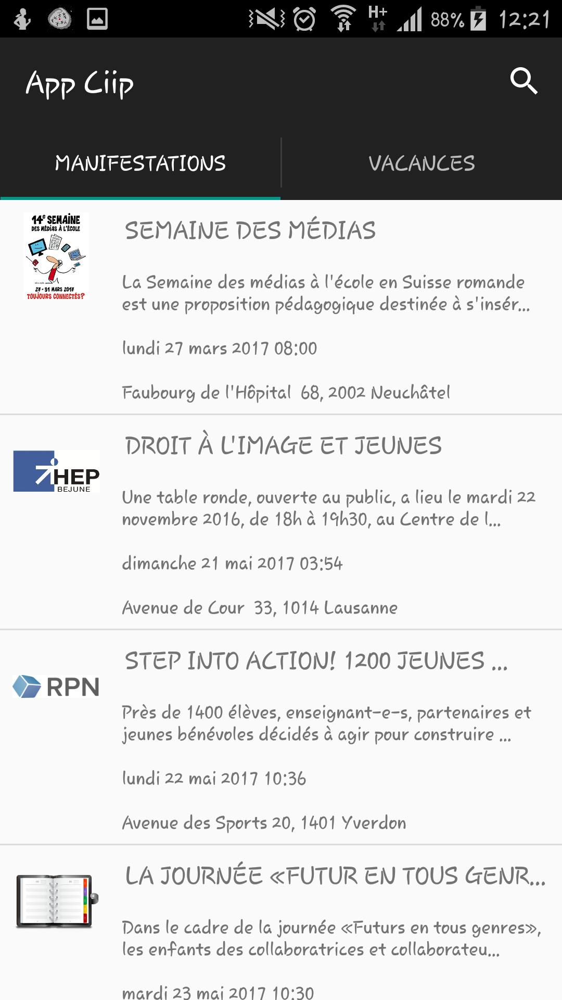 H+ 88% 12:21
App Ciip
MANIFESTATIONS VACANCES
14e SEMAINE
DES MÉDIAS À L'ÉCOLE
27 - 31 MARS 2017
TOUJOURS CONNECTÉS?
SEMAINE DES MÉDIAS
La Semaine des médias à l'école en Suisse romande
est une proposition pédagogique destinée à s'insér...
lundi 27 mars 2017 08:00
Faubourg de l'Hôpital 68, 2002 Neuchâtel
HEP
BEJUNE
DROIT À L'IMAGE ET JEUNES
Une table ronde, ouverte au public, a lieu le mardi 22
novembre 2016, de 18h à 19h30, au Centre de l...
dimanche 21 mai 2017 03:54
Avenue de Cour 33, 1014 Lausanne
RPN
STEP INTO ACTION! 1200 JEUNES ...
Près de 1400 élèves, enseignant-e-s, partenaires et
jeunes bénévoles décidés à agir pour construire ...
lundi 22 mai 2017 10:36
Avenue des Sports 20, 1401 Yverdon
LA JOURNÉE «FUTUR EN TOUS GENR...
Dans le cadre de la journée «Futurs en tous genres»,
les enfants des collaboratrices et collaborateu...
mardi 23 mai 2017 10:30